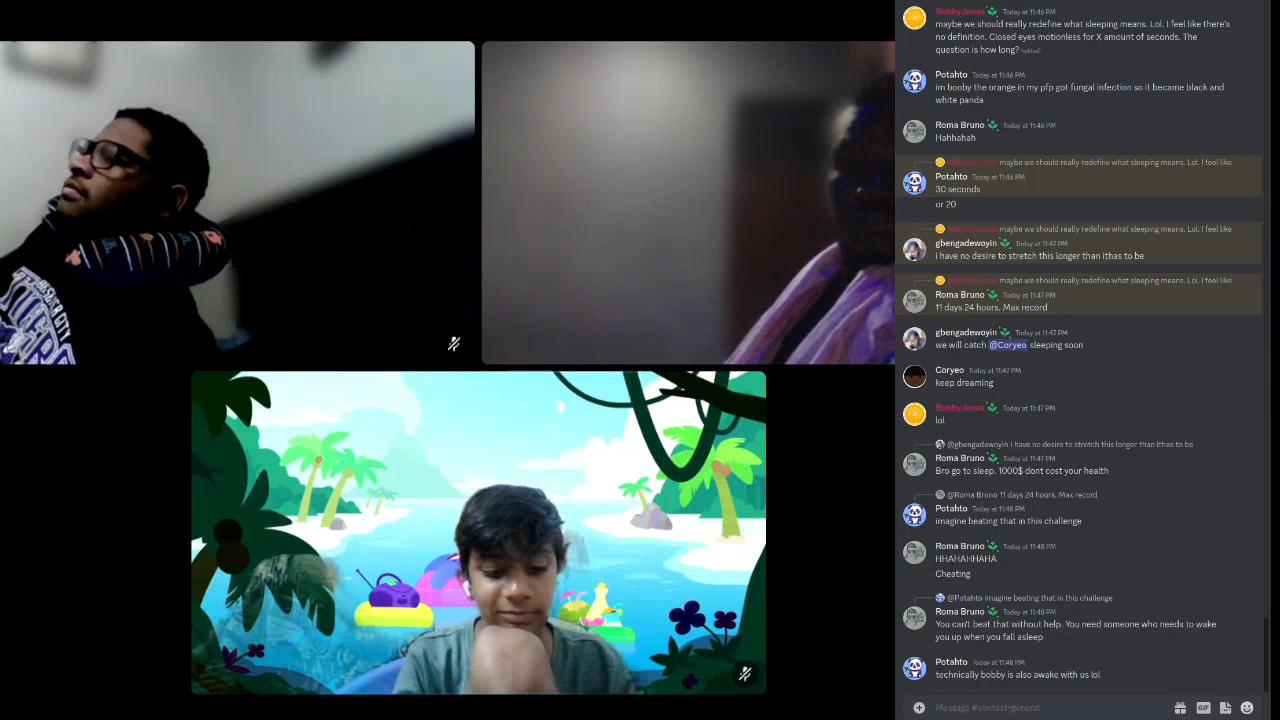 BobbyJonas Today at 11:46 PM
maybe we should really redefine what sleeping means. Lol. I feel like there's
no definition. Closed eyes motionless for X amount of seconds. The
question is how long? (edited)
Potahto Today at 11:46 PM
im booby the orange in my pfp got fungal infection so it became black and
white panda
Roma Bruno Today at 11:46 PM
Hahhahah
maybe we should really redefine what sleeping means. Lol. I feel like
Potahto Today at 11:46 PM
30 seconds
or 20
maybe we should really redefine what sleeping means. Lol. I feel like
gbengadewoyin Today at 11:47 PM
i have no desire to stretch this longer than ithas to be
maybe we should really redefine what sleeping means. Lol. I feel like
Roma Bruno Today at 11:47 PM
11 days 24 hours. Max record
gbengadewoyin Today at 11:47 PM
we will catch @Coryeo sleeping soon
Coryeo Today at 11:47 PM
keep dreaming
BobbyJonas Today at 11:47 PM
lol
@gbengadewoyin i have no desire to stretch this longer than ithas to be
Roma Bruno Today at 11:47 PM
Bro go to sleep. 1000$ dont cost your health
@Roma Bruno 11 days 24 hours. Max record
Potahto Today at 11:48 PM
imagine beating that in this challenge
Roma Bruno Today at 11:48 PM
HHAHAHHAHA
Cheating
@Potahto imagine beating that in this challenge
Roma Bruno Today at 11:48 PM
You can't beat that without help. You need someone who needs to wake
you up when you fall asleep
Potahto Today at 11:48 PM
technically bobby is also awake with us lol
Message #contest-general
GIF